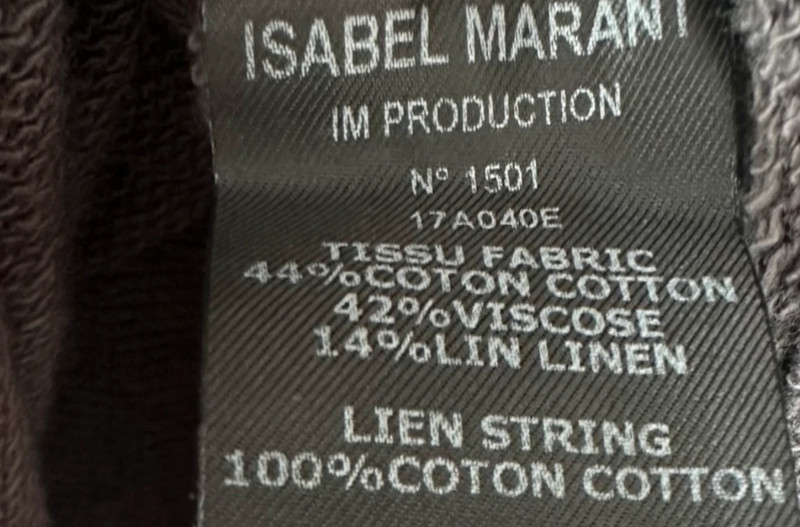 ISABEL MARANT
IM PRODUCTION
Nº 1501
17A040E
TISSU FABRIC
44%COTON COTTON
42%VISCOSE
14%LIN LINEN
LIEN STRING
100%COTON COTTON